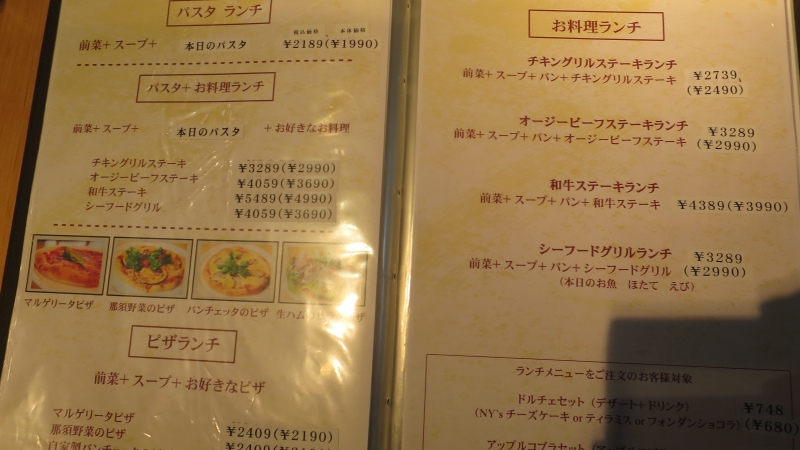 パスタ ランチ
税込価格 本体価格
前菜+スープ+ 本日のパスタ ¥2189(¥1990)
パスタ+お料理ランチ
前菜+スープ+ 本日のパスタ +お好きなお料理
チキングリルステーキ ¥3289(¥2990)
オージービーフステーキ ¥4059(¥3690)
和牛ステーキ ¥5489(¥4990)
シーフードグリル ¥4059(¥3690)
マルゲリータピザ 那須野菜のピザ パンチェッタのピザ 生ハム
ピザランチ
前菜+スープ+お好きなピザ
マルゲリータピザ
那須野菜のピザ ¥2409(¥2190)
お料理ランチ
チキングリルステーキランチ
前菜+スープ+パン+チキングリルステーキ ¥2739
(¥2490)
オージービーフステーキランチ
前菜+スープ+パン+オージービーフステーキ ¥3289
(¥2990)
和牛ステーキランチ
前菜+スープ+パン+和牛ステーキ ¥4389(¥3990)
シーフードグリルランチ
前菜+スープ+パン+シーフードグリル ¥3289
(¥2990)
(本日のお魚 ほたて えび)
ランチメニューをご注文のお客様対象
ドルチェセット (デザート+ドリンク) ¥748
(NY's チーズケーキ or ティラミス or フォンダンショコラ) (¥680)